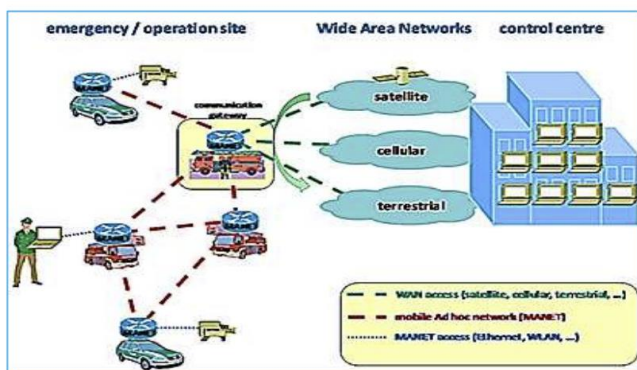 emergency / operation site
Wide Area Networks
control centre
communication
gateway
satellite
cellular
terrestrial
MANET
MANET
MANET
MANET
MANET
WAN access (satellite, cellular, terrestrial, ...)
mobile Ad hoc network (MANET)
MANET access (Ethernet, WLAN, ...)